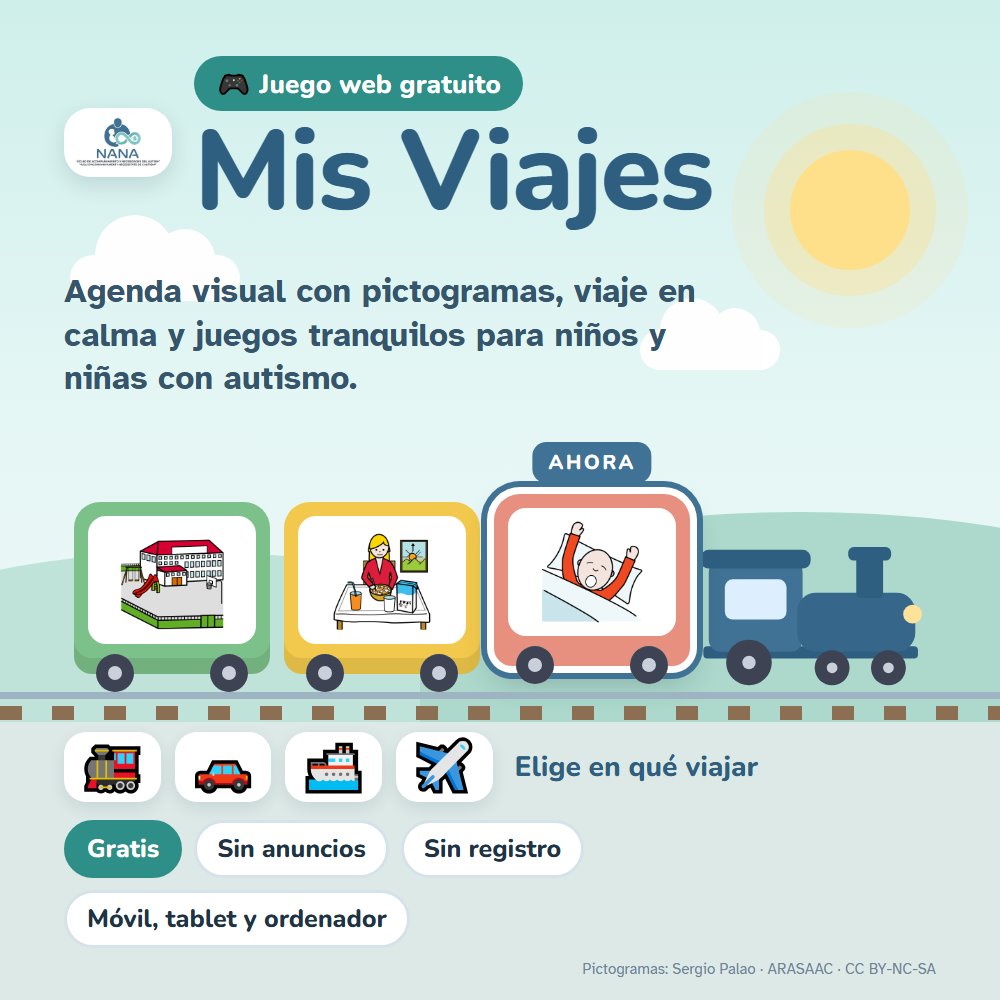 Juego web gratuito
NANA
Mis Viajes
Agenda visual con pictogramas, viaje en
calma y juegos tranquilos para niños y
niñas con autismo.
AHORA
Elige en qué viajar
Gratis
Sin anuncios
Sin registro
Móvil, tablet y ordenador
Pictogramas: Sergio Palao · ARASAAC · CC BY-NC-SA